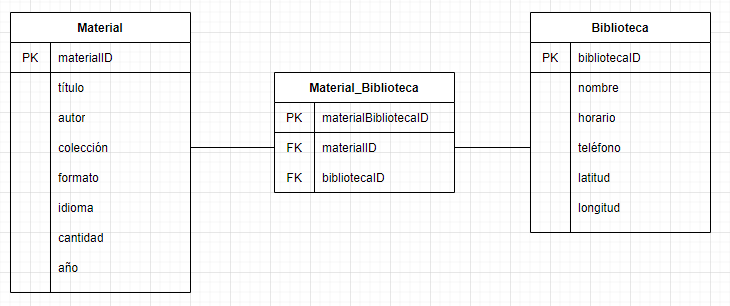 Material
PK materialID
título
autor
colección
formato
idioma
cantidad
año
Material_Biblioteca
PK materialBibliotecaID
FK materialID
FK bibliotecaID
Biblioteca
PK bibliotecaID
nombre
horario
teléfono
latitud
longitud